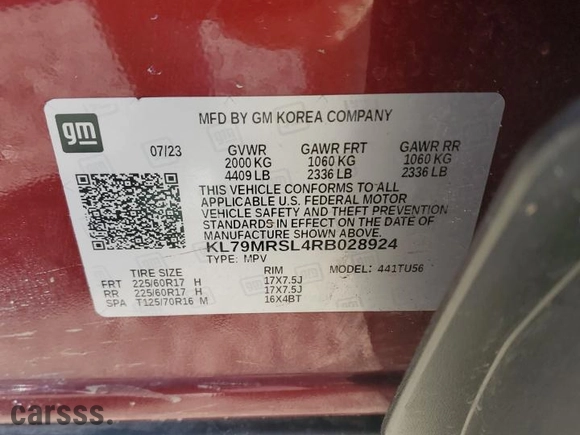 gm
MFD BY GM KOREA COMPANY
07/23 GVWR GAWR FRT GAWR RR
2000 KG 1060 KG 1060 KG
4409 LB 2336 LB 2336 LB
THIS VEHICLE CONFORMS TO ALL
APPLICABLE U.S. FEDERAL MOTOR
VEHICLE SAFETY AND THEFT PREVENTION
STANDARDS IN EFFECT ON THE DATE OF
MANUFACTURE SHOWN ABOVE.
KL79MRSL4RB028924
TYPE: MPV
TIRE SIZE RIM MODEL: 441TU56
FRT 225/60R17 H 17X7.5J
RR 225/60R17 H 17X7.5J
SPA T125/70R16 M 16X4BT
carsss.